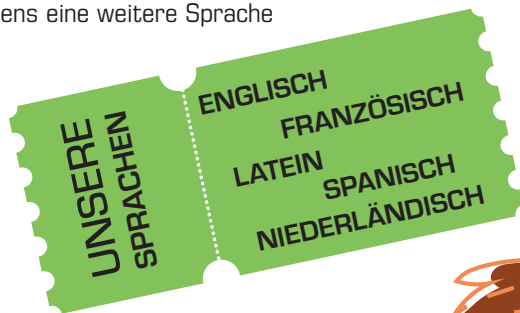 ens eine weitere Sprache
UNSERE
SPRACHEN
ENGLISCH
FRANZÖSISCH
LATEIN
SPANISCH
NIEDERLÄNDISCH